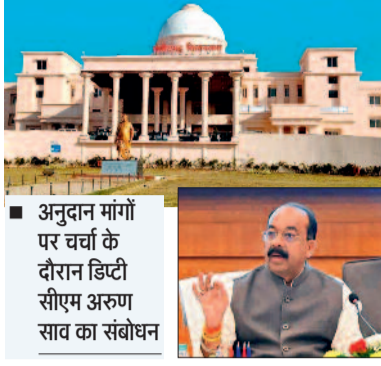 ■ अनुदान मांगों
पर चर्चा के
दौरान डिप्टी
सीएम अरुण
साव का संबोधन